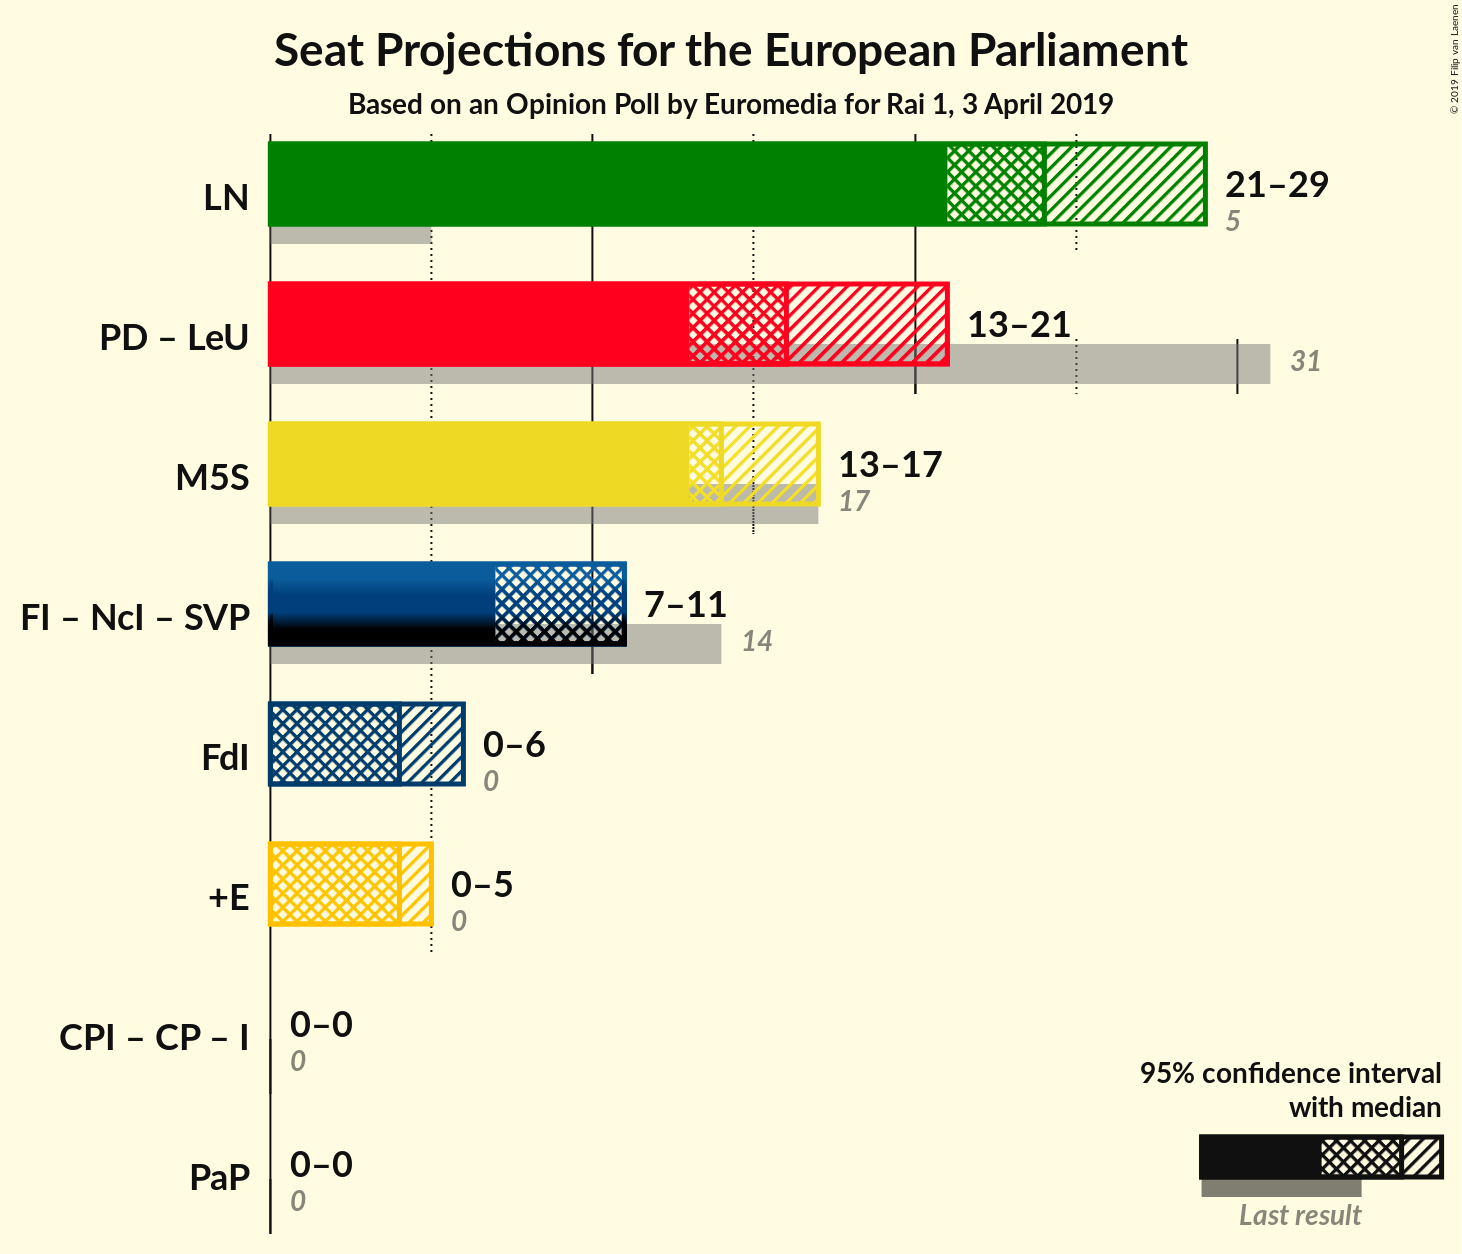 Seat Projections for the European Parliament
Based on an Opinion Poll by Euromedia for Rai 1, 3 April 2019
© 2019 Filip van Laenen
LN
21–29
5
PD – LeU
13–21
31
M5S
13–17
17
FI – NcI – SVP
7–11
14
FdI
0–6
0
+E
0–5
0
CPI – CP – I
0–0
0
PaP
0–0
0
95% confidence interval
with median
Last result